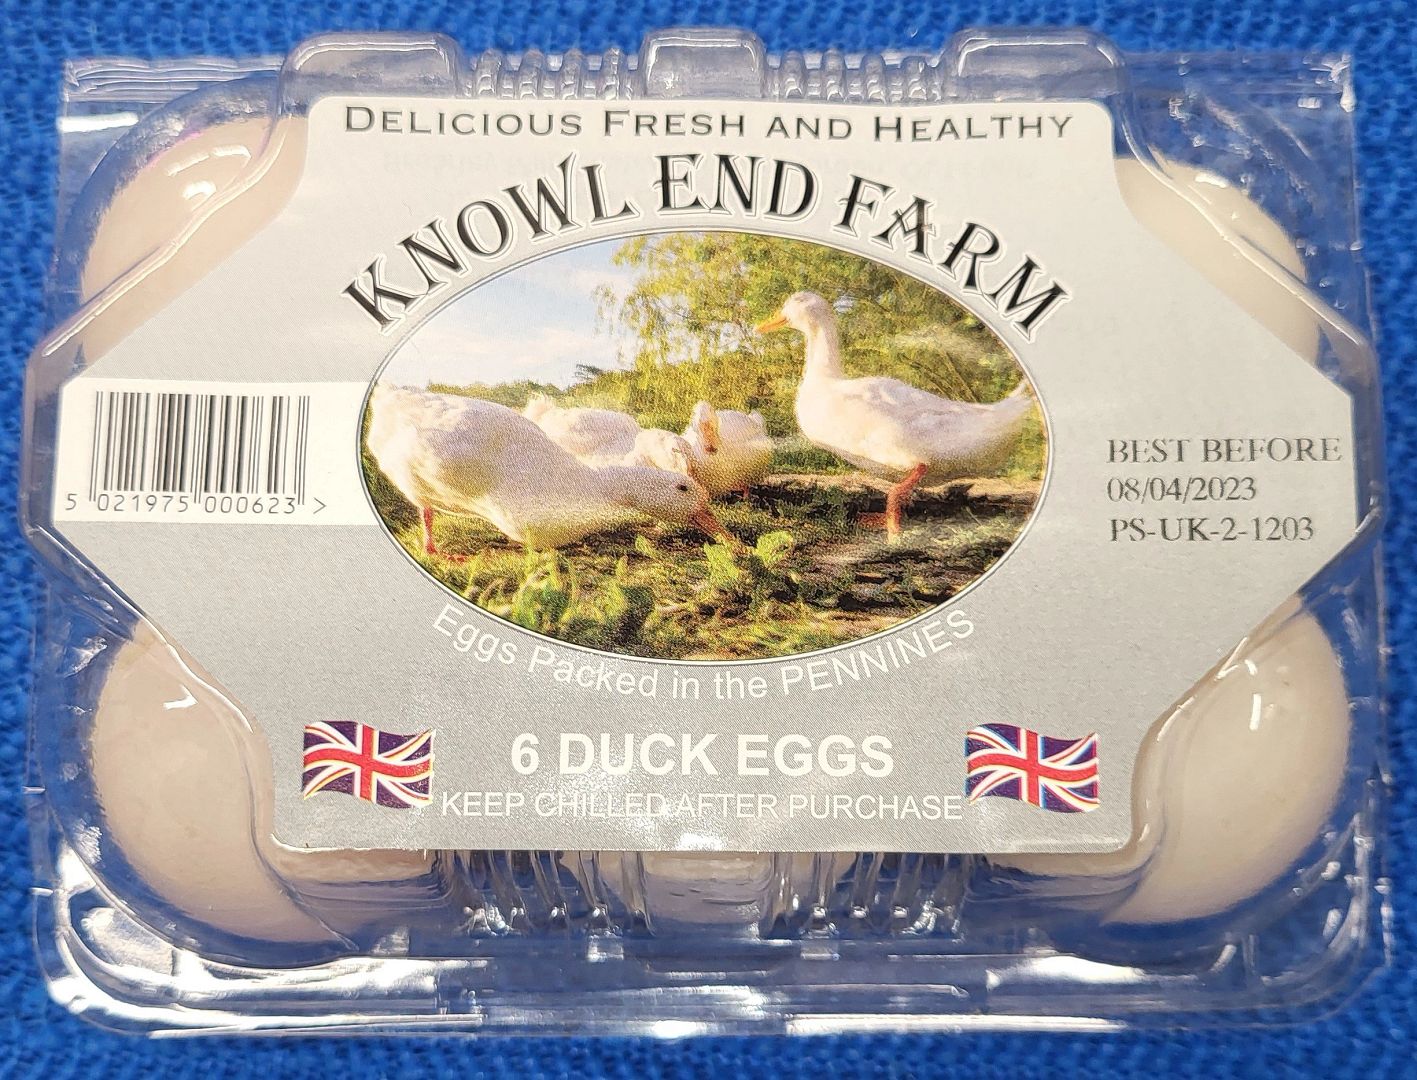 DELICIOUS FRESH AND HEALTHY
KNOWL END FARM
5 021975 000623 >
BEST BEFORE
08/04/2023
PS-UK-2-1203
Eggs Packed in the PENNINES
6 DUCK EGGS
KEEP CHILLED AFTER PURCHASE